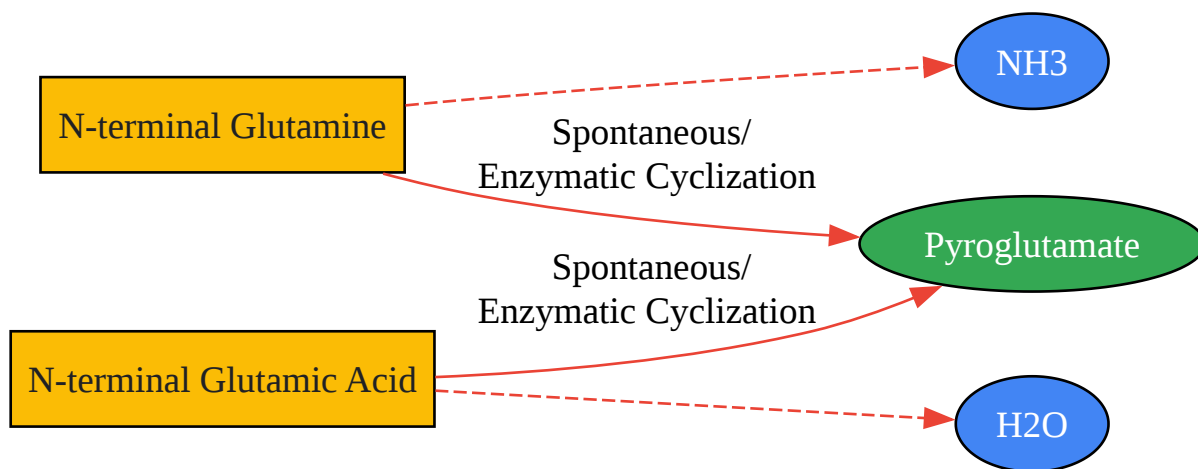 NH3
N-terminal Glutamine
Spontaneous/
Enzymatic Cyclization
Pyroglutamate
Spontaneous/
Enzymatic Cyclization
N-terminal Glutamic Acid
H2O